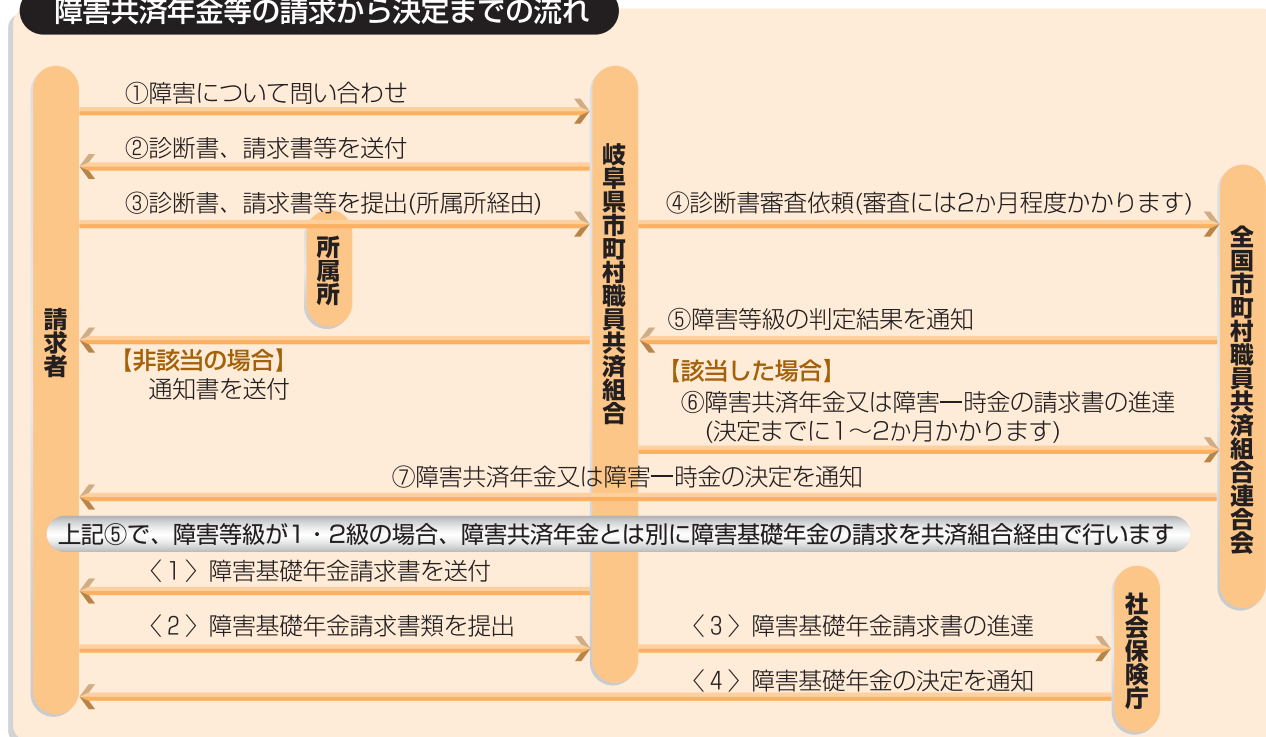 障害共済年金等の請求から決定までの流れ
①障害について問い合わせ
②診断書、請求書等を送付
③診断書、請求書等を提出(所属所経由)
④診断書審査依頼(審査には2か月程度かかります)
所属所
請求者
岐阜県市町村職員共済組合
全国市町村職員共済組合連合会
⑤障害等級の判定結果を通知
【非該当の場合】
通知書を送付
【該当した場合】
⑥障害共済年金又は障害一時金の請求書の進達
(決定までに1〜2か月かかります)
⑦障害共済年金又は障害一時金の決定を通知
上記⑤で、障害等級が1・2級の場合、障害共済年金とは別に障害基礎年金の請求を共済組合経由で行います
〈1〉障害基礎年金請求書を送付
〈2〉障害基礎年金請求書類を提出
〈3〉障害基礎年金請求書の進達
〈4〉障害基礎年金の決定を通知
社会保険庁